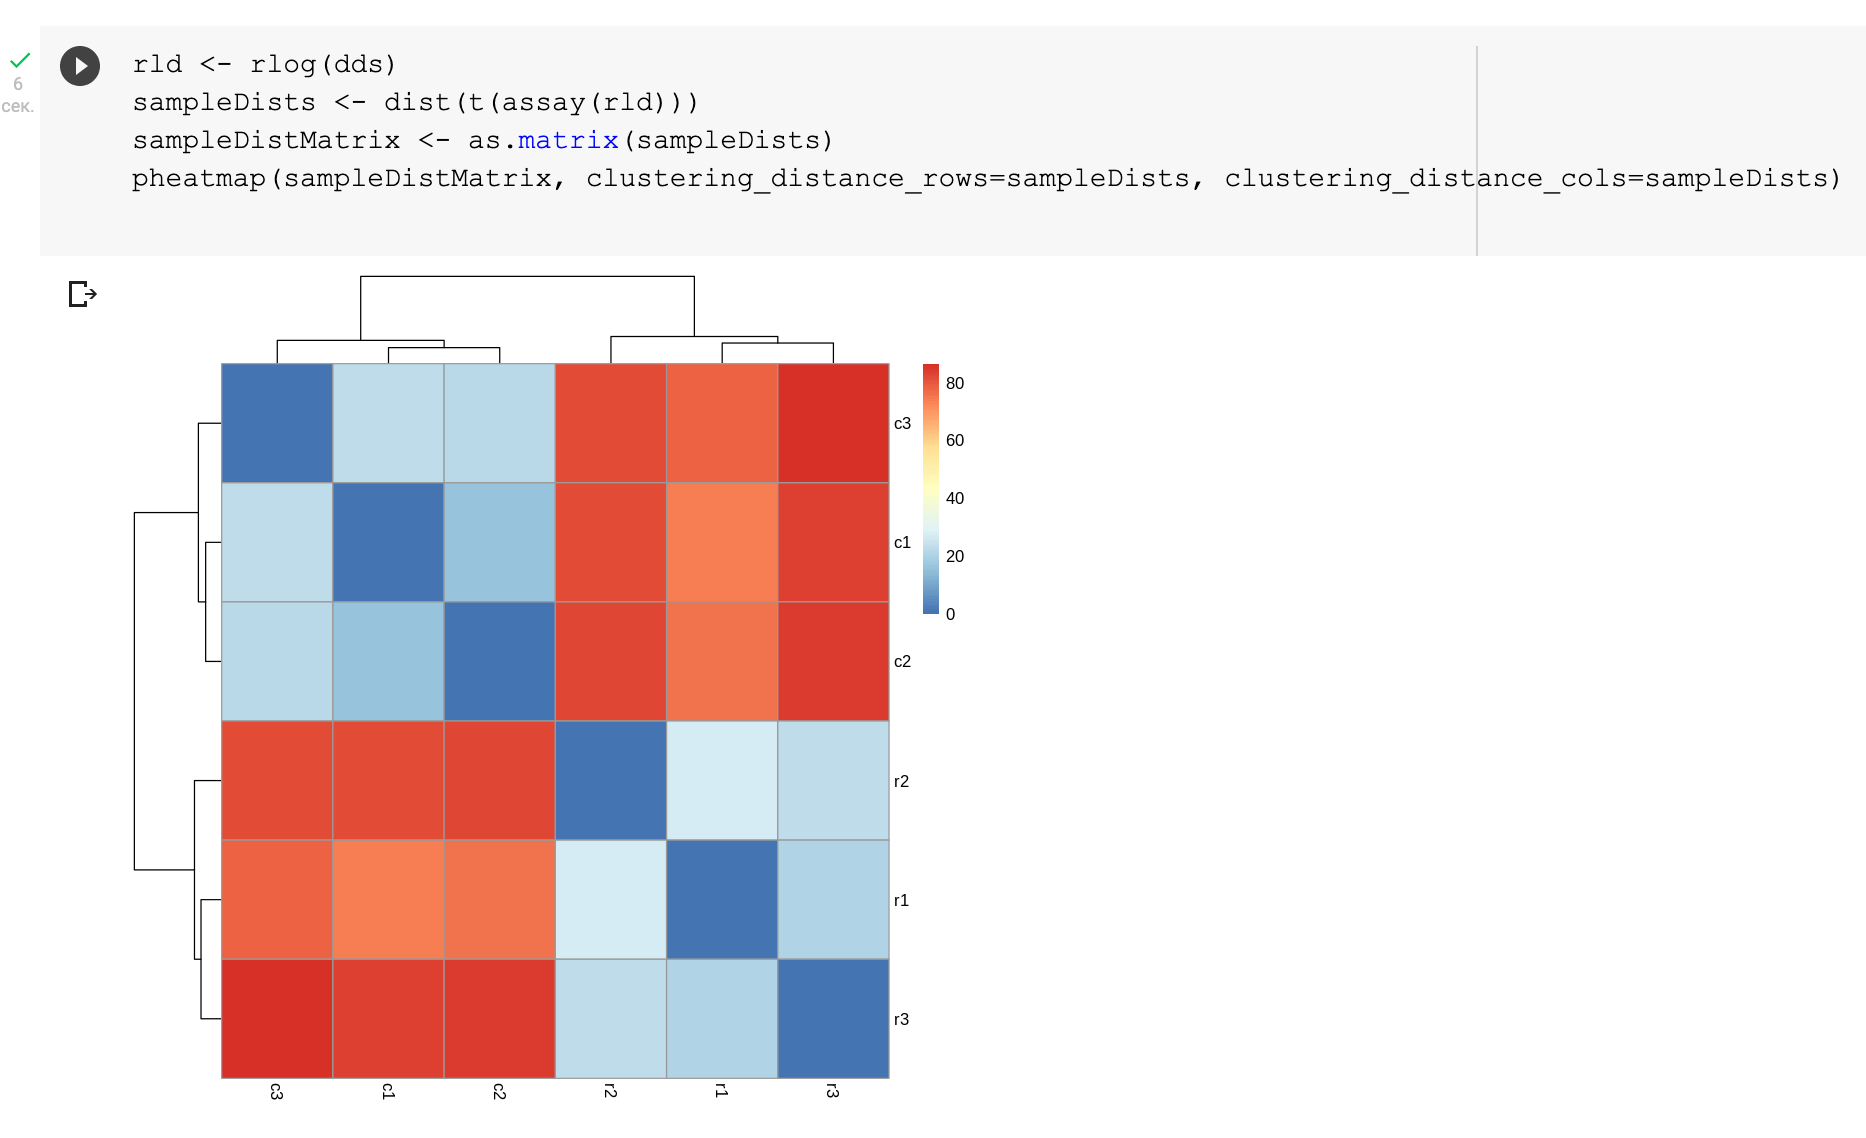 rld <- rlog(dds)
6
sampleDists <- dist(t(assay(rld)))
сек.
sampleDistMatrix <- as.matrix(sampleDists)
pheatmap(sampleDistMatrix, clustering_distance_rows=sampleDists, clustering_distance_cols=sampleDists)
80
c3
60
40
c1
20
0
c2
r2
r1
r3
c3 c1 c2 r2 r1 r3